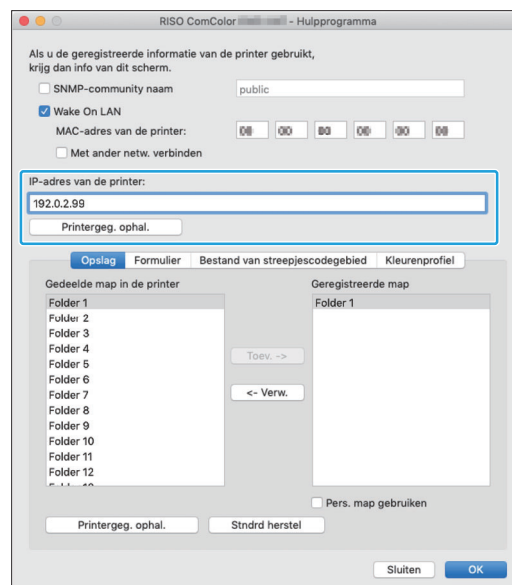 RISO ComColor - Hulpprogramma
Als u de geregistreerde informatie van de printer gebruikt,
krijg dan info van dit scherm.
SNMP-community naam
public
Wake On LAN
MAC-adres van de printer:
Met ander netw. verbinden
IP-adres van de printer:
192.0.2.99
Printergeg. ophal.
Opslag Formulier Bestand van streepjescodegebied Kleurenprofiel
Gedeelde map in de printer
Folder 1
Folder 2
Folder 3
Folder 4
Folder 5
Folder 6
Folder 7
Folder 8
Folder 9
Folder 10
Folder 11
Folder 12
Toev. ->
<- Verw.
Geregistreerde map
Folder 1
Pers. map gebruiken
Printergeg. ophal.
Stndrd herstel
Sluiten
OK